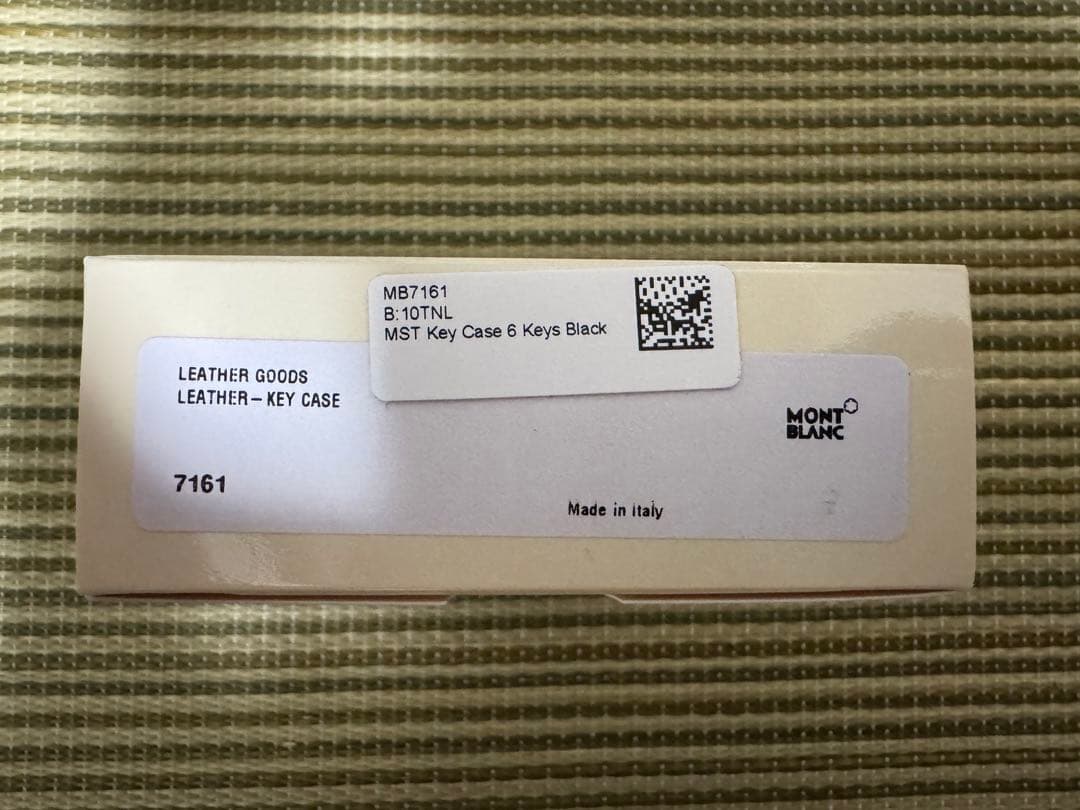 MB7161
B:10TNL
MST Key Case 6 Keys Black
LEATHER GOODS
LEATHER – KEY CASE
MONT
BLANC
7161
Made in Italy